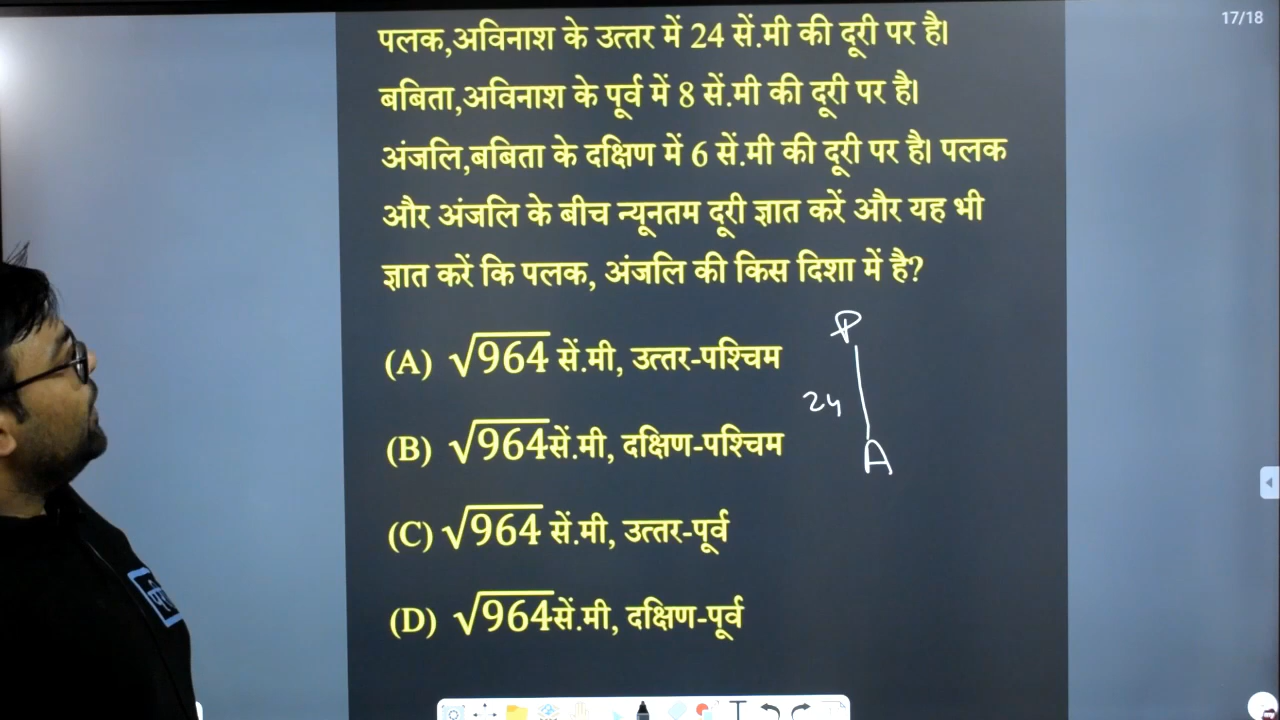 17/18
पलक,अविनाश के उत्तर में 24 सें.मी की दूरी पर है।
बबिता,अविनाश के पूर्व में 8 सें.मी की दूरी पर है।
अंजलि,बबिता के दक्षिण में 6 सें.मी की दूरी पर है। पलक
और अंजलि के बीच न्यूनतम दूरी ज्ञात करें और यह भी
ज्ञात करें कि पलक, अंजलि की किस दिशा में है?
(A) √964 सें.मी, उत्तर-पश्चिम
(B) √964सें.मी, दक्षिण-पश्चिम
(C) √964 सें.मी, उत्तर-पूर्व
(D) √964सें.मी, दक्षिण-पूर्व
P
24
A